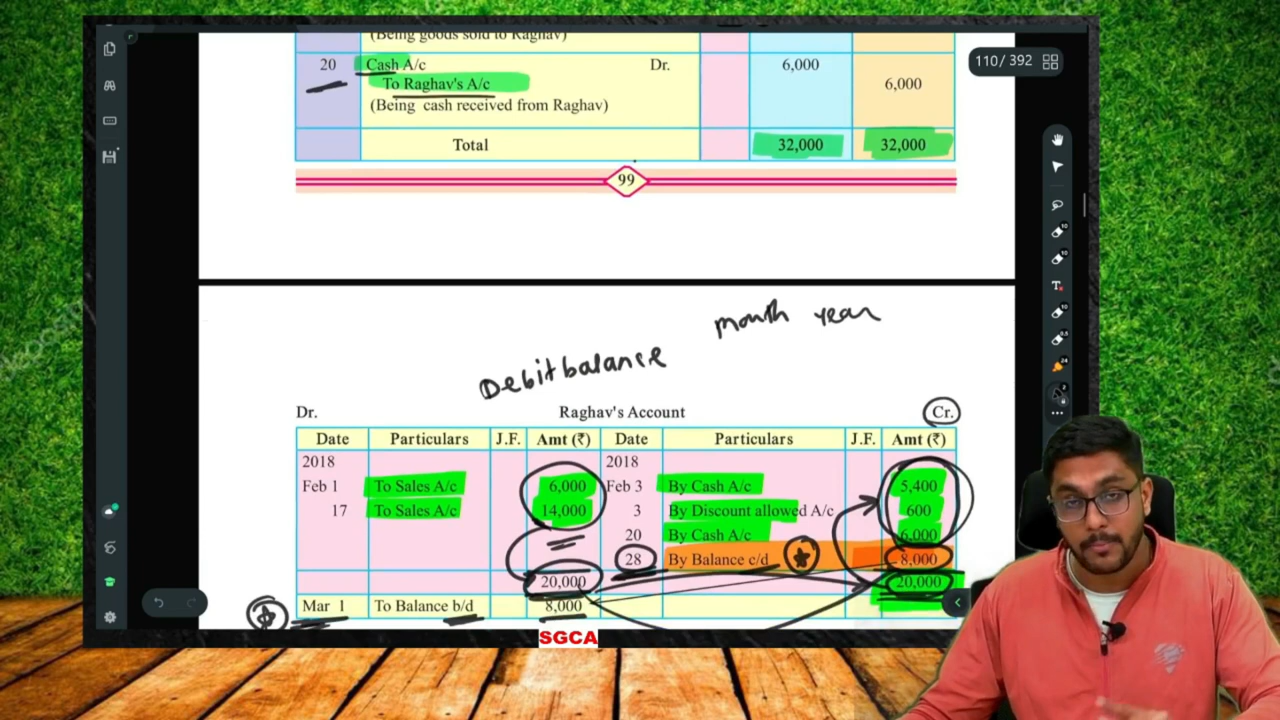 (Being goods sold to Raghav)
110/ 392
20 Cash A/c Dr. 6,000
To Raghav's A/c 6,000
(Being cash received from Raghav)
Total 32,000 32,000
99
month year
Debit balance
Dr. Raghav's Account Cr.
Date Particulars J.F. Amt (₹) Date Particulars J.F. Amt (₹)
2018 2018
Feb 1 To Sales A/c 6,000 Feb 3 By Cash A/c 5,400
17 To Sales A/c 14,000 3 By Discount allowed A/c 600
20 By Cash A/c 6,000
28 By Balance c/d 8,000
20,000 20,000
Mar 1 To Balance b/d 8,000
SGCA